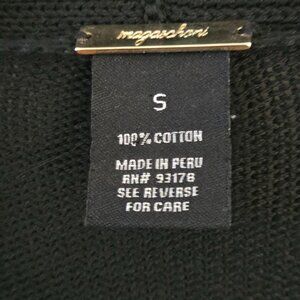 magaschoni
S
100% COTTON
MADE IN PERU
RN# 93178
SEE REVERSE
FOR CARE